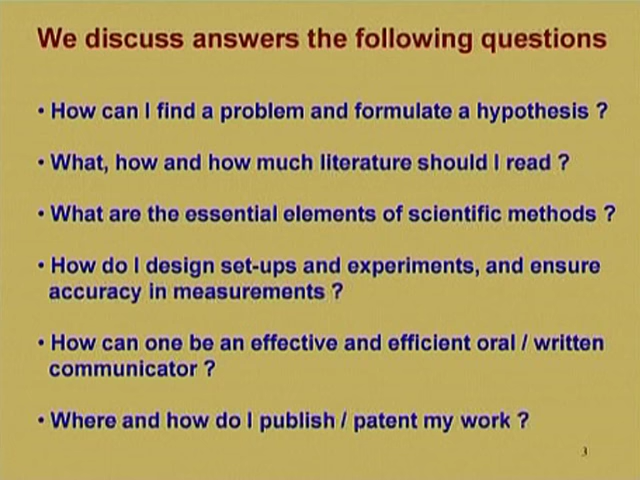 We discuss answers the following questions
• How can I find a problem and formulate a hypothesis ?
• What, how and how much literature should I read ?
• What are the essential elements of scientific methods ?
• How do I design set-ups and experiments, and ensure
accuracy in measurements ?
• How can one be an effective and efficient oral / written
communicator ?
• Where and how do I publish / patent my work ?
3